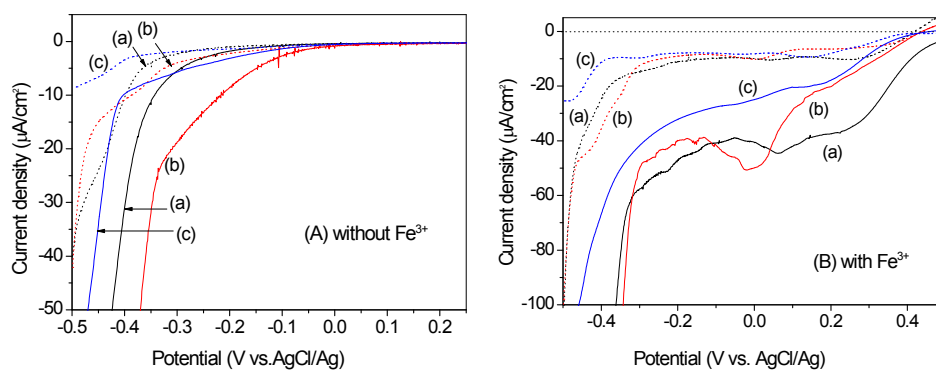 0
-10
-20
-30
-40
-50
Current density (µA/cm²)
(c)
(a)
(b)
(b)
(a)
(c)
(A) without Fe³⁺
-0.5 -0.4 -0.3 -0.2 -0.1 0.0 0.1 0.2
Potential (V vs.AgCl/Ag)
0
-20
-40
-60
-80
-100
Current density (µA/cm²)
(c)
(a)
(b)
(c)
(b)
(a)
(B) with Fe³⁺
-0.4 -0.2 0.0 0.2 0.4
Potential (V vs. AgCl/Ag)